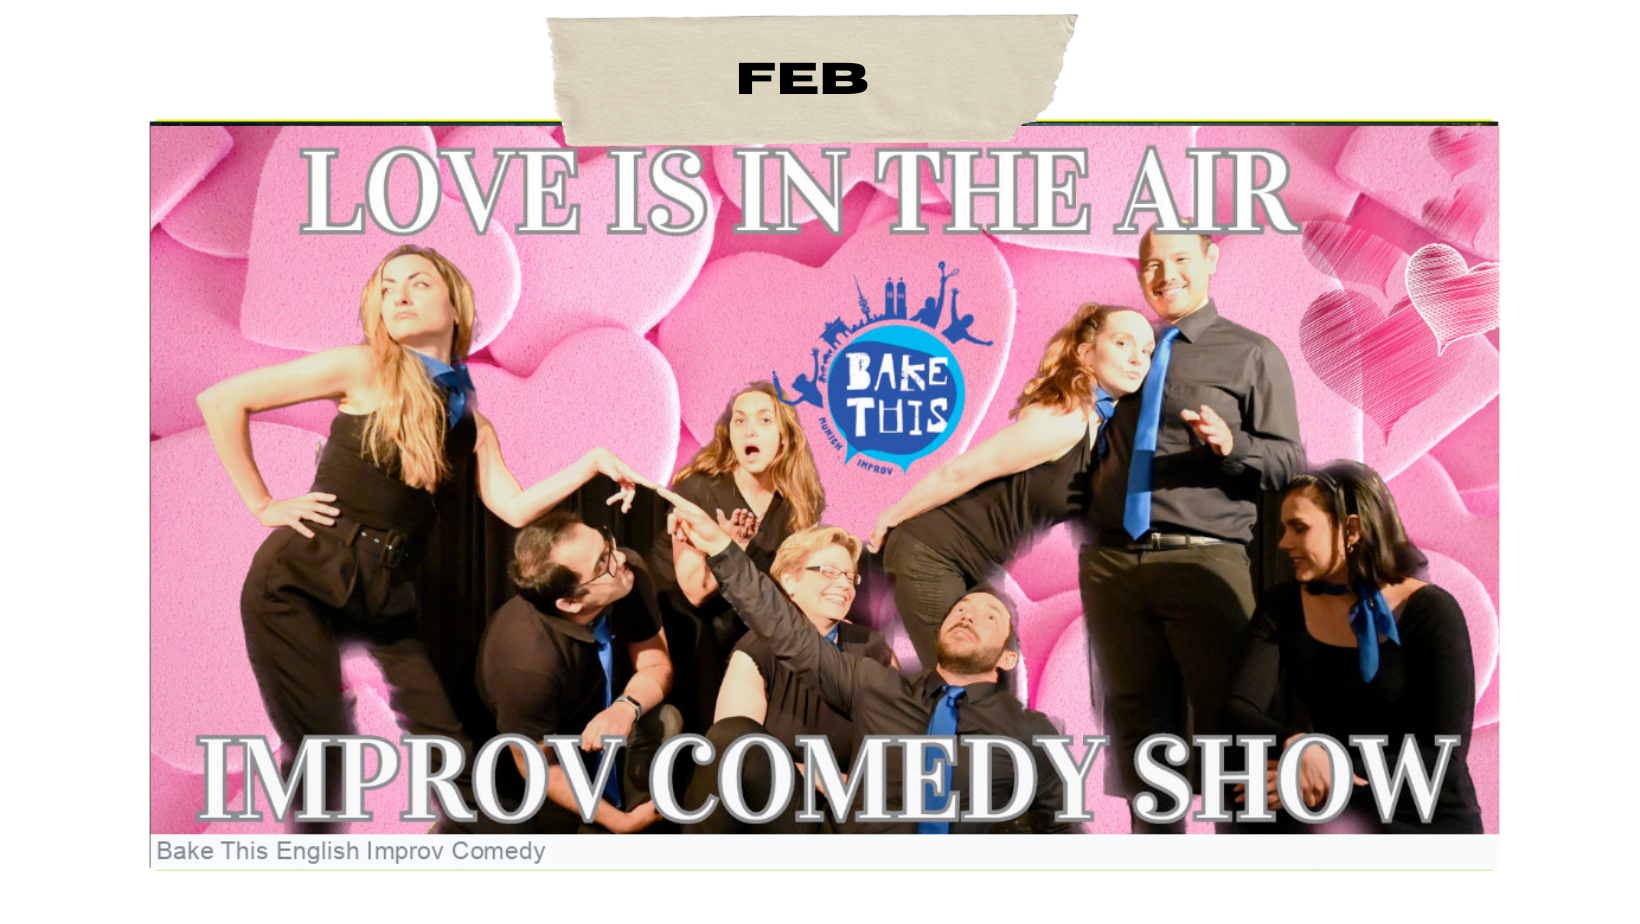 FEB
LOVE IS IN THE AIR
BAKE
THIS
MUNICH IMPROV
IMPROV COMEDY SHOW
Bake This English Improv Comedy